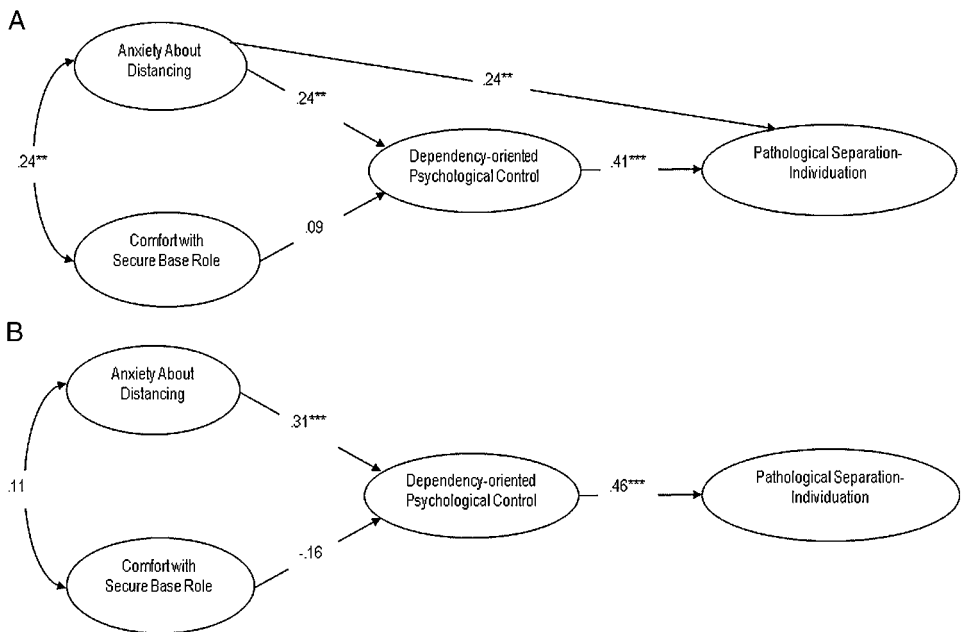 A
Anxiety About
Distancing
.24**
.24**
.24**
Dependency-oriented
Psychological Control
.41***
Pathological Separation-
Individuation
.09
Comfort with
Secure Base Role
B
Anxiety About
Distancing
.31***
.11
Dependency-oriented
Psychological Control
.46***
Pathological Separation-
Individuation
-.16
Comfort with
Secure Base Role